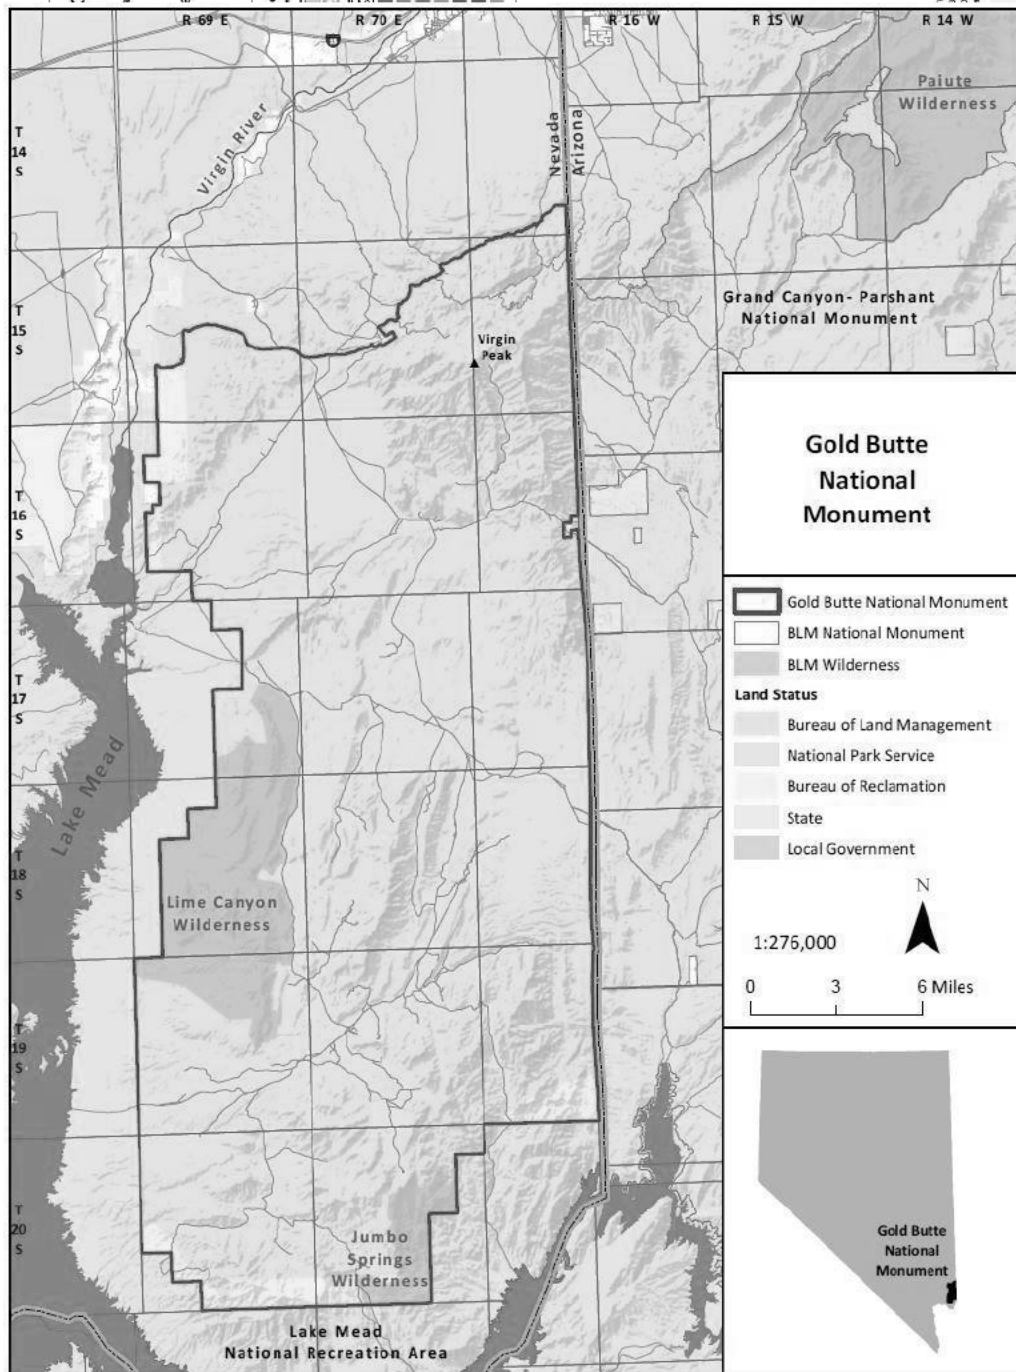 R 69 E
R 70 E
R 16 W
R 15 W
R 14 W
Paiute
Wilderness
Virgin River
Nevada
Arizona
T
14
S
Grand Canyon- Parshant
National Monument
T
15
S
Virgin
Peak
Gold Butte
National
Monument
T
16
S
Gold Butte National Monument
BLM National Monument
BLM Wilderness
Land Status
Bureau of Land Management
National Park Service
Bureau of Reclamation
State
Local Government
T
17
S
Lake Mead
T
18
S
Lime Canyon
Wilderness
N
1:276,000
0 3 6 Miles
T
19
S
T
20
S
Jumbo
Springs
Wilderness
Gold Butte
National
Monument
Lake Mead
National Recreation Area